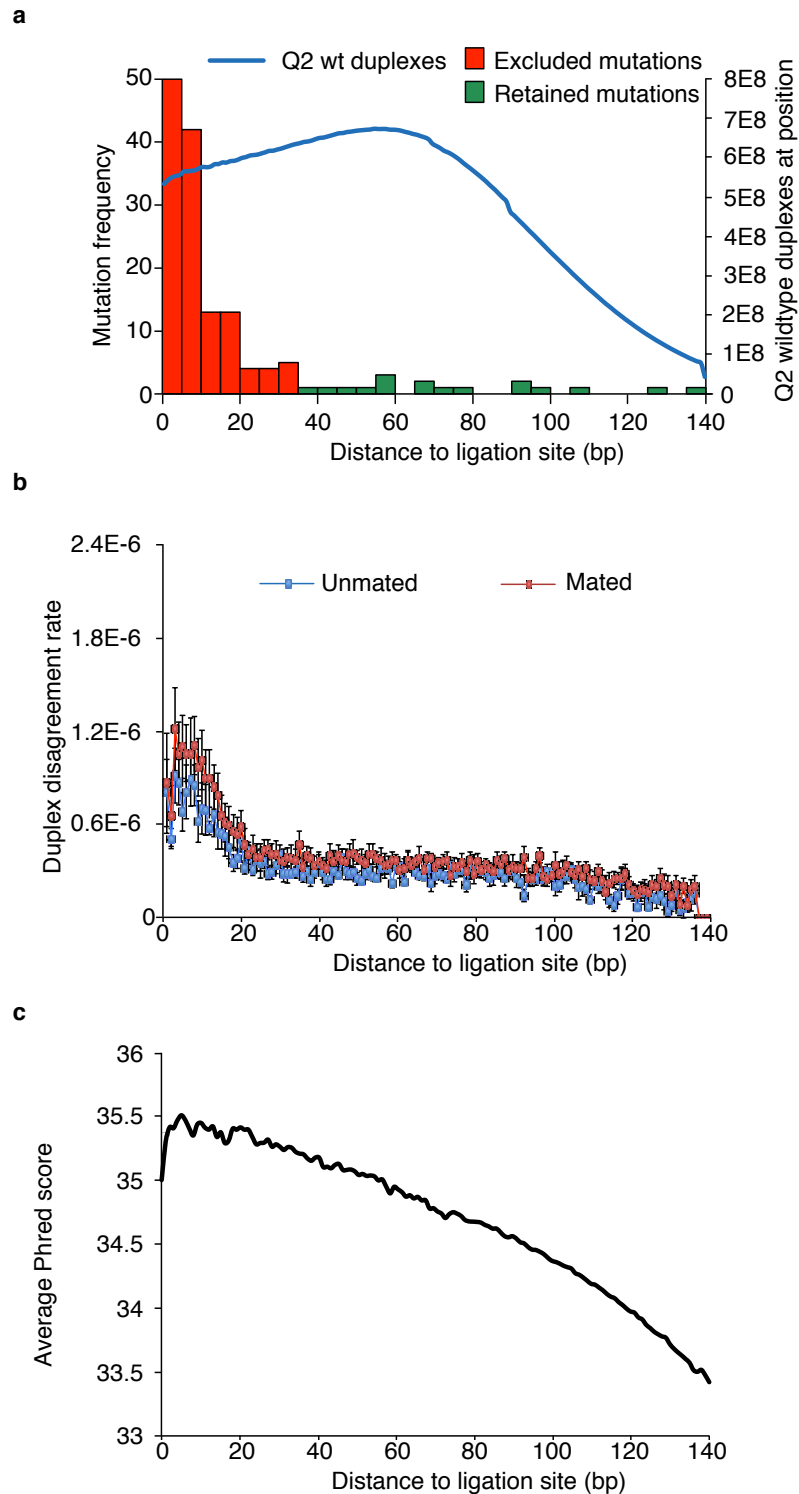 a
Q2 wt duplexes
Excluded mutations
Retained mutations
Mutation frequency
50
40
30
20
10
0
8E8
7E8
6E8
5E8
4E8
3E8
2E8
1E8
0
Q2 wildtype duplexes at position
0 20 40 60 80 100 120 140
Distance to ligation site (bp)
b
Unmated
Mated
Duplex disagreement rate
2.4E-6
1.8E-6
1.2E-6
0.6E-6
0
0 20 40 60 80 100 120 140
Distance to ligation site (bp)
c
Average Phred score
36
35.5
35
34.5
34
33.5
33
0 20 40 60 80 100 120 140
Distance to ligation site (bp)